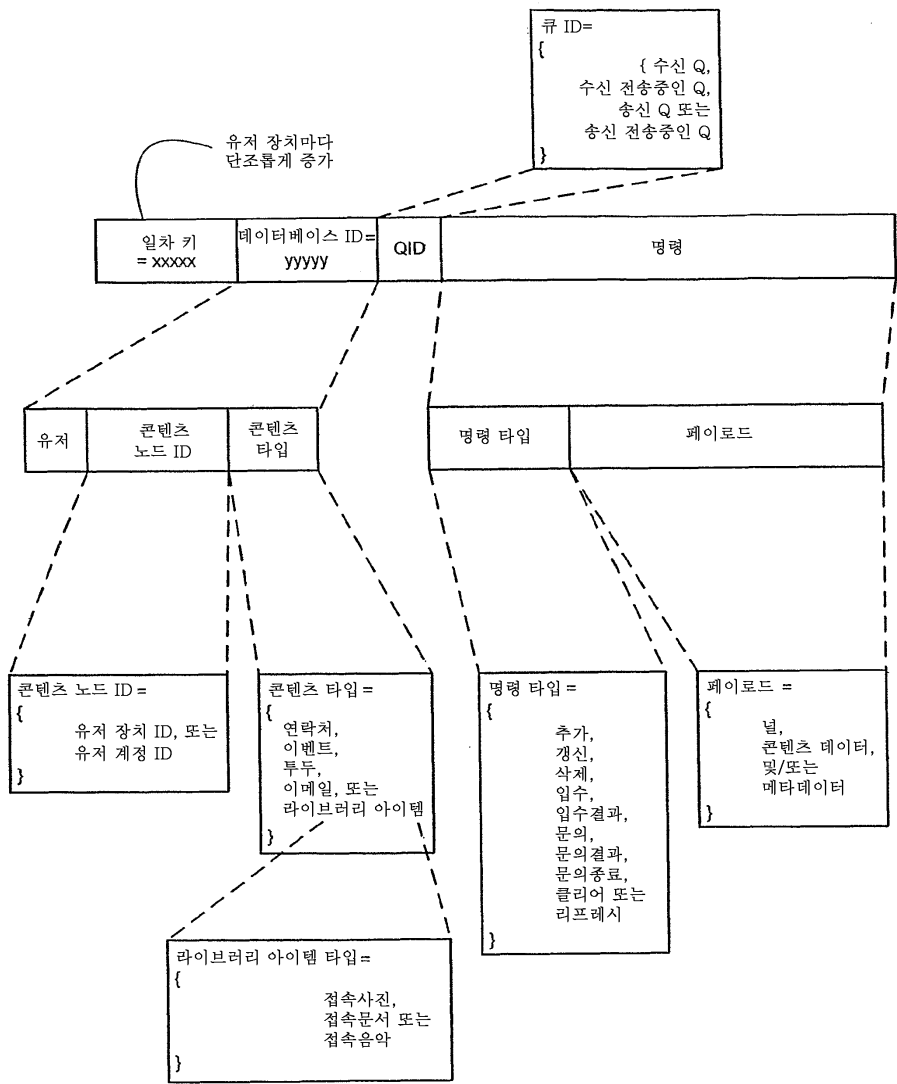 큐 ID=
{
{ 수신 Q,
수신 전송중인 Q,
송신 Q 또는
송신 전송중인 Q
}
유저 장치마다
단조롭게 증가
일차 키
= xxxxx
데이터베이스 ID=
yyyyy
QID
명령
유저
콘텐츠
노드 ID
콘텐츠
타입
명령 타입
페이로드
콘텐츠 노드 ID =
{
유저 장치 ID, 또는
유저 계정 ID
}
콘텐츠 타입 =
{
연락처,
이벤트,
투두,
이메일, 또는
라이브러리 아이템
}
명령 타입 =
{
추가,
갱신,
삭제,
입수,
입수결과,
문의,
문의결과,
문의종료,
클리어 또는
리프레시
}
페이로드 =
{
널,
콘텐츠 데이터,
및/또는
메타데이터
}
라이브러리 아이템 타입=
{
접속사진,
접속문서 또는
접속음악
}